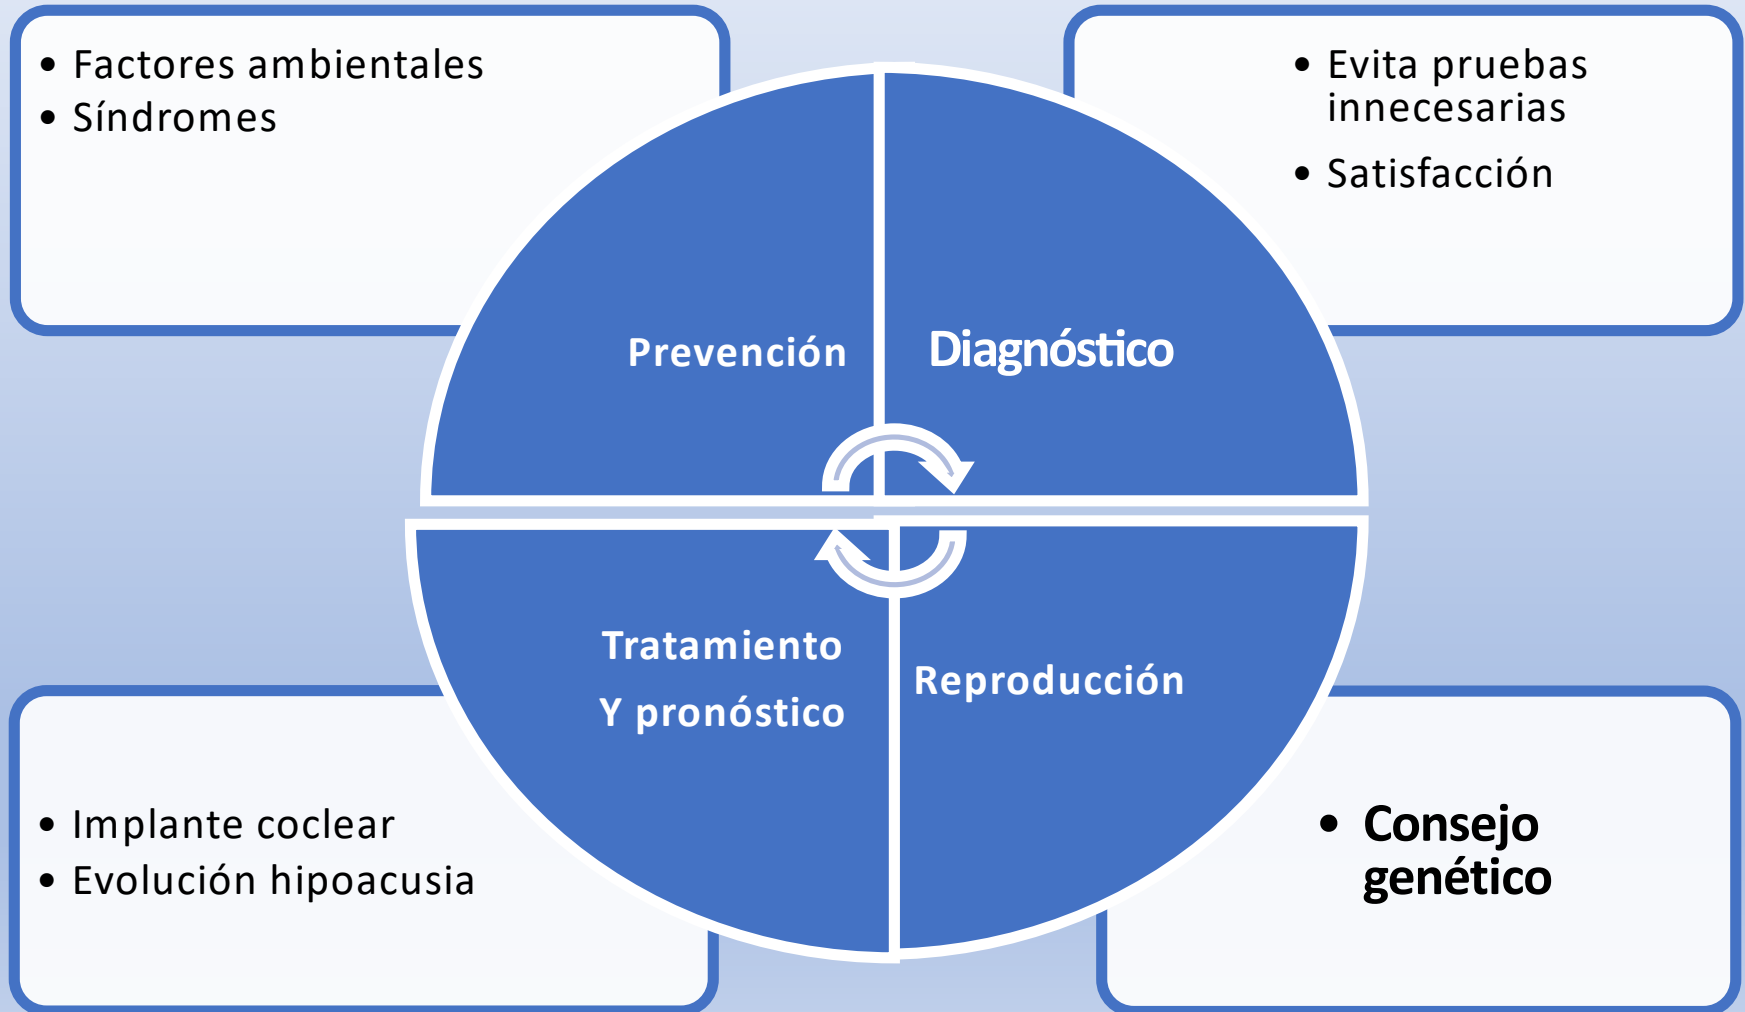 • Factores ambientales
• Síndromes
• Evita pruebas
innecesarias
• Satisfacción
Prevención
Diagnóstico
Tratamiento
Y pronóstico
Reproducción
• Implante coclear
• Evolución hipoacusia
• Consejo
genético